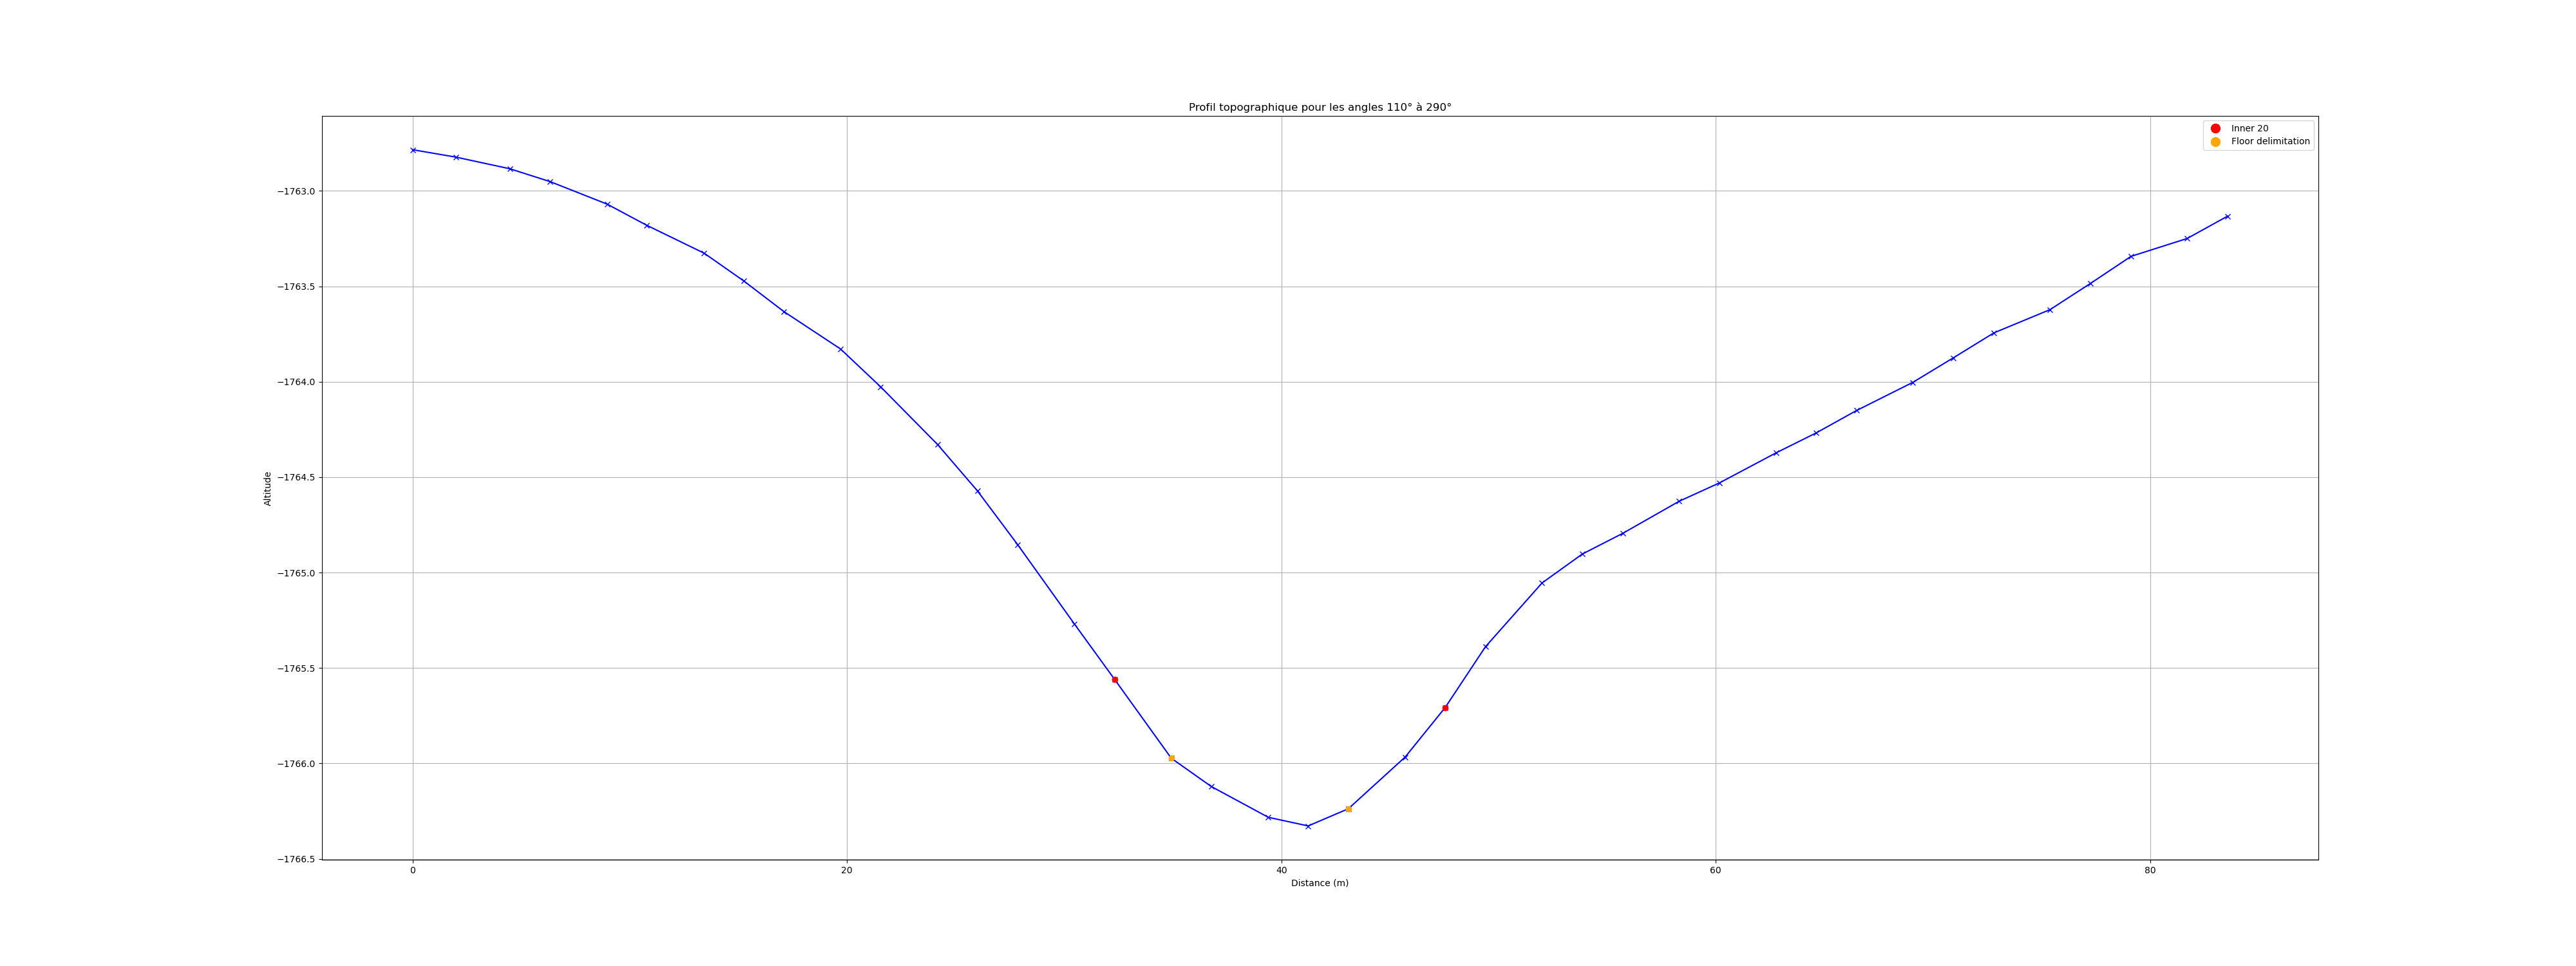 Profil topographique pour les angles 110° à 290°
Inner 20
Floor delimitation
−1763.0
−1763.5
−1764.0
−1764.5
−1765.0
−1765.5
−1766.0
−1766.5
Altitude
0 20 40 60 80
Distance (m)